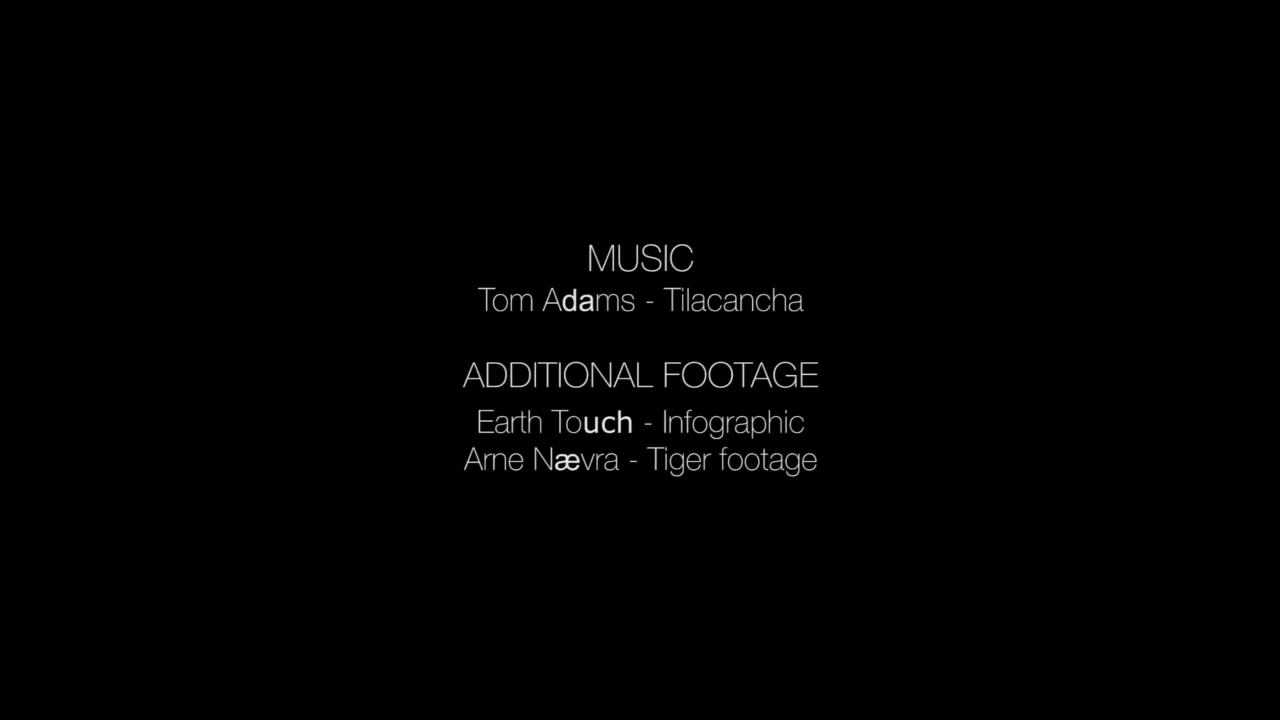 MUSIC
Tom Adams - Tilacancha
ADDITIONAL FOOTAGE
Earth Touch - Infographic
Arne Nævra - Tiger footage